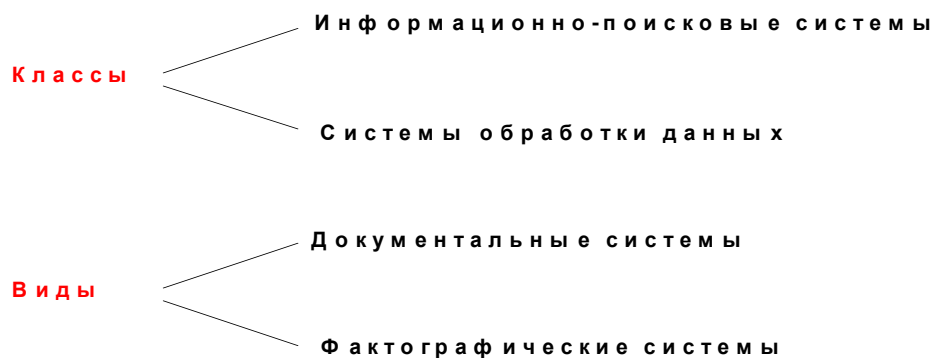 Информационно-поисковые системы
Классы
Системы обработки данных
Документальные системы
Виды
Фактографические системы